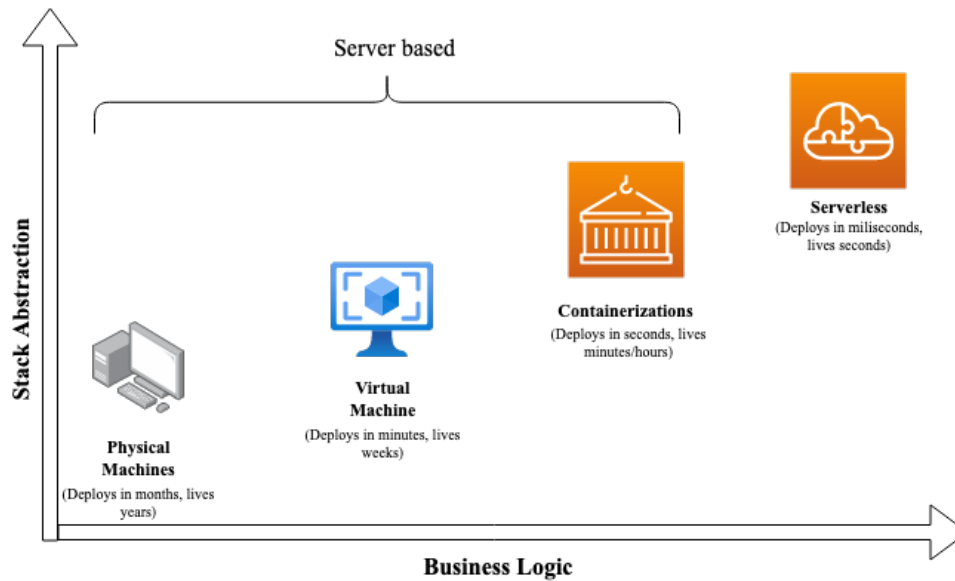 Server based
Serverless
(Deploys in miliseconds,
lives seconds)
Containerizations
(Deploys in seconds, lives
minutes/hours)
Virtual
Machine
(Deploys in minutes, lives
weeks)
Physical
Machines
(Deploys in months, lives
years)
Stack Abstraction
Business Logic